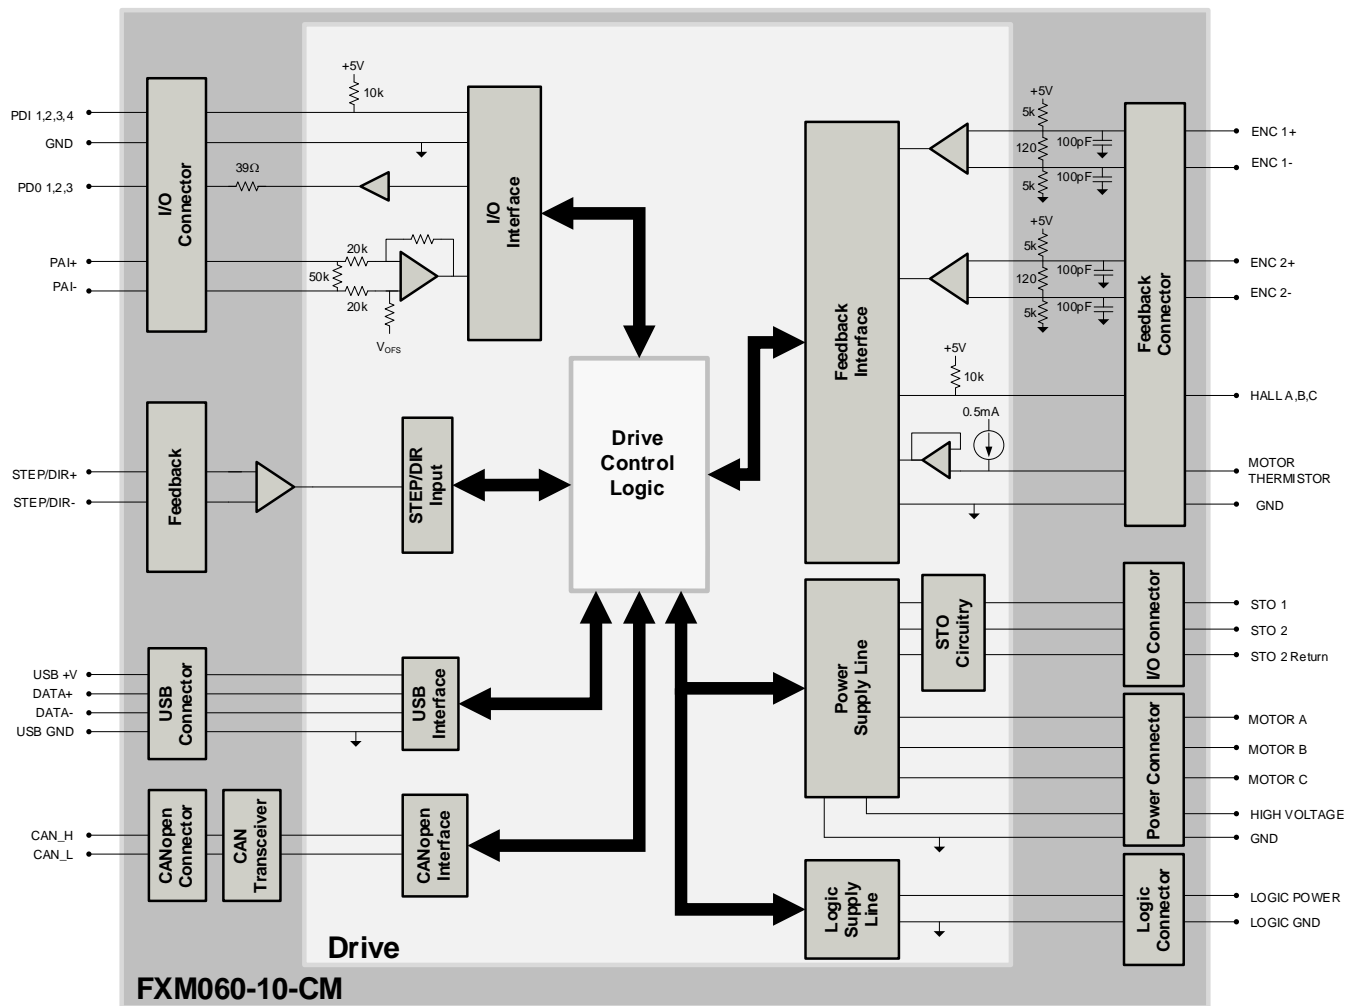 PDI 1,2,3,4
GND
PD0 1,2,3
PAI+
PAI-
I/O
Connector
+5V
10k
39Ω
20k
50k
20k
VOFS
I/O
Interface
STEP/DIR+
STEP/DIR-
Feedback
STEP/DIR
Input
Drive
Control
Logic
USB +V
DATA+
DATA-
USB GND
USB
Connector
USB
Interface
CAN_H
CAN_L
CANopen
Connector
CAN
Transceiver
CANopen
Interface
Feedback
Interface
+5V
5k
120
5k
100pF
100pF
+5V
5k
120
5k
100pF
100pF
+5V
10k
0.5mA
Feedback
Connector
ENC 1+
ENC 1-
ENC 2+
ENC 2-
HALL A,B,C
MOTOR
THERMISTOR
GND
Power
Supply Line
STO
Circuitry
I/O Connector
STO 1
STO 2
STO 2 Return
Power Connector
MOTOR A
MOTOR B
MOTOR C
HIGH VOLTAGE
GND
Logic
Supply
Line
Logic
Connector
LOGIC POWER
LOGIC GND
Drive
FXM060-10-CM